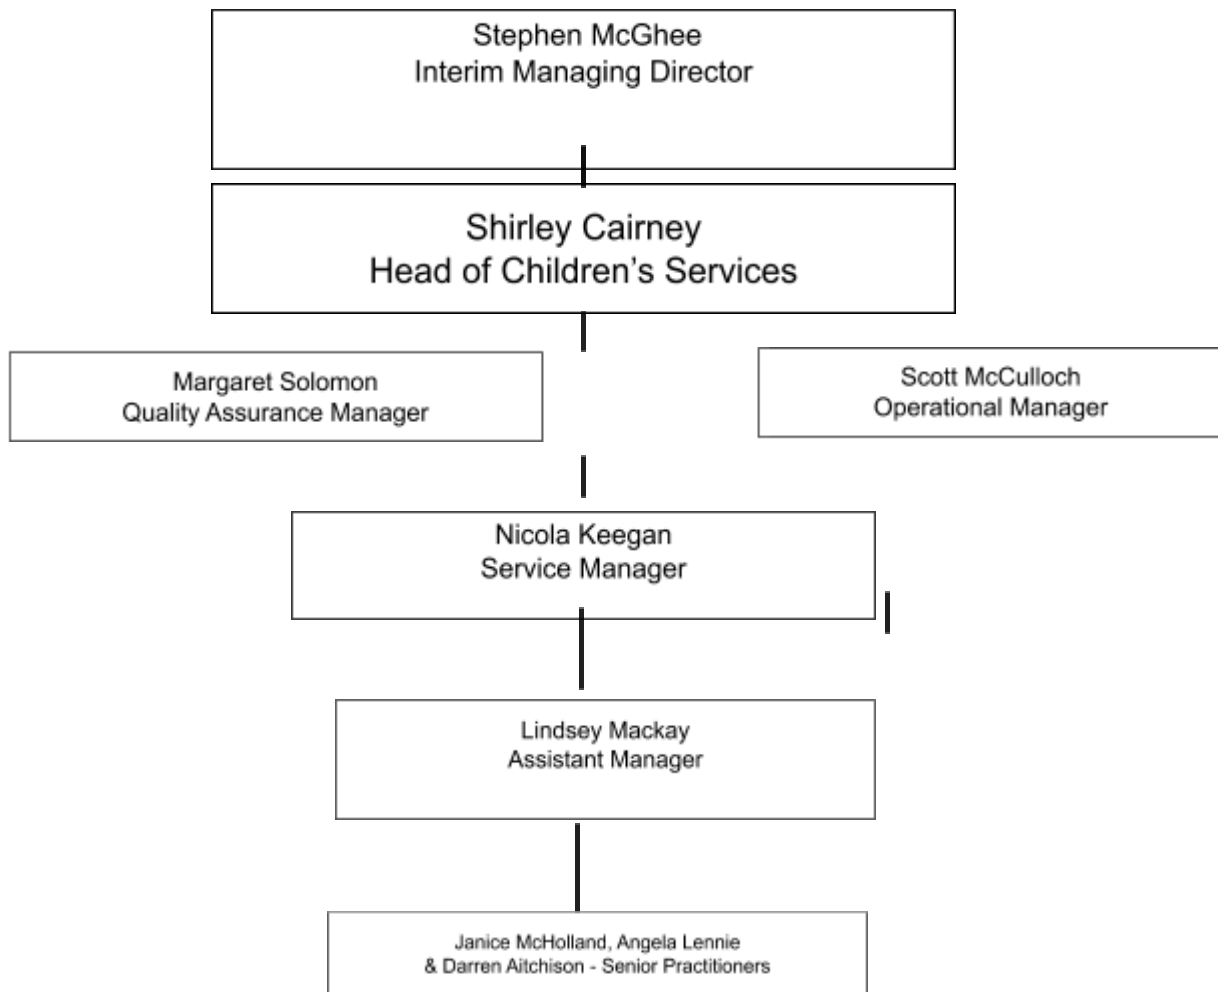 Stephen McGhee
Interim Managing Director
Shirley Cairney
Head of Children’s Services
Margaret Solomon
Quality Assurance Manager
Scott McCulloch
Operational Manager
Nicola Keegan
Service Manager
Lindsey Mackay
Assistant Manager
Janice McHolland, Angela Lennie
& Darren Aitchison - Senior Practitioners